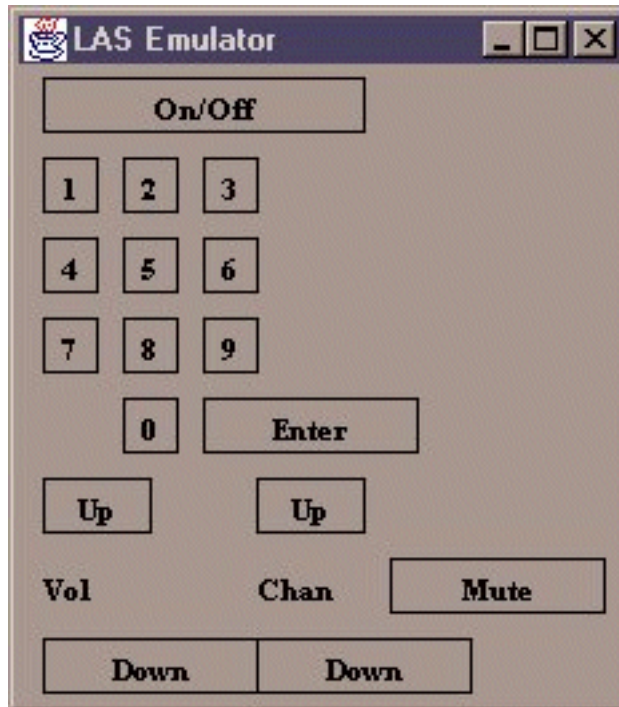 LAS Emulator
On/Off
1 2 3
4 5 6
7 8 9
0 Enter
Up Up
Vol Chan Mute
Down Down